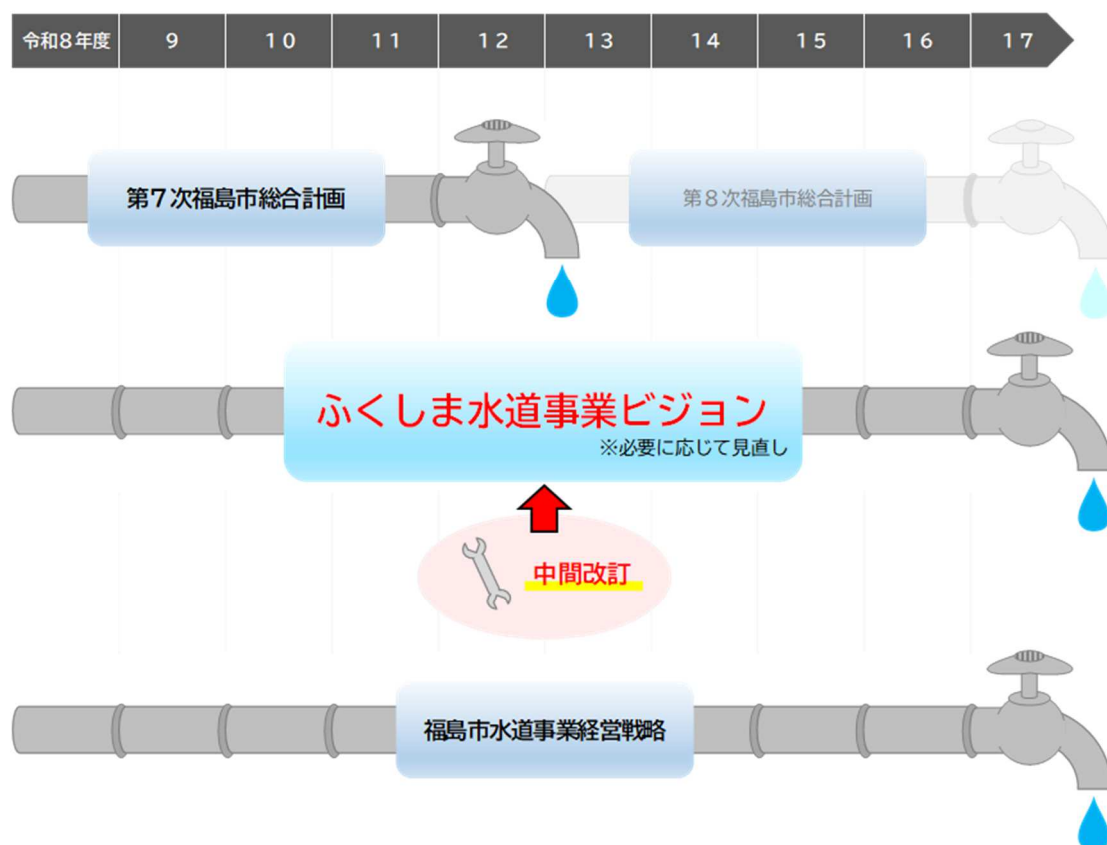 令和8年度 9 10 11 12 13 14 15 16 17
第7次福島市総合計画
第8次福島市総合計画
ふくしま水道事業ビジョン
※必要に応じて見直し
中間改訂
福島市水道事業経営戦略